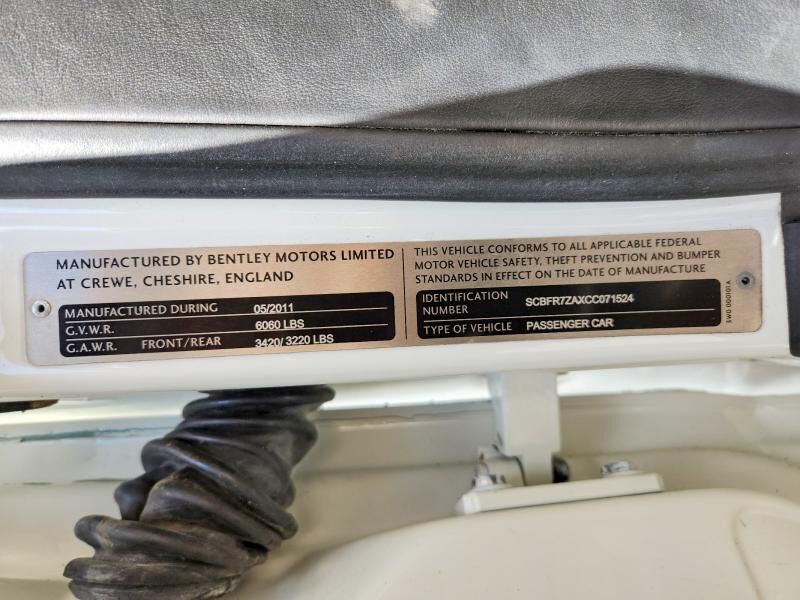 MANUFACTURED BY BENTLEY MOTORS LIMITED
AT CREWE, CHESHIRE, ENGLAND
MANUFACTURED DURING 05/2011
G.V.W.R. 6060 LBS
G.A.W.R. FRONT/REAR 3420/ 3220 LBS
THIS VEHICLE CONFORMS TO ALL APPLICABLE FEDERAL
MOTOR VEHICLE SAFETY, THEFT PREVENTION AND BUMPER
STANDARDS IN EFFECT ON THE DATE OF MANUFACTURE
IDENTIFICATION
NUMBER SCBFR7ZAXCC071524
TYPE OF VEHICLE PASSENGER CAR